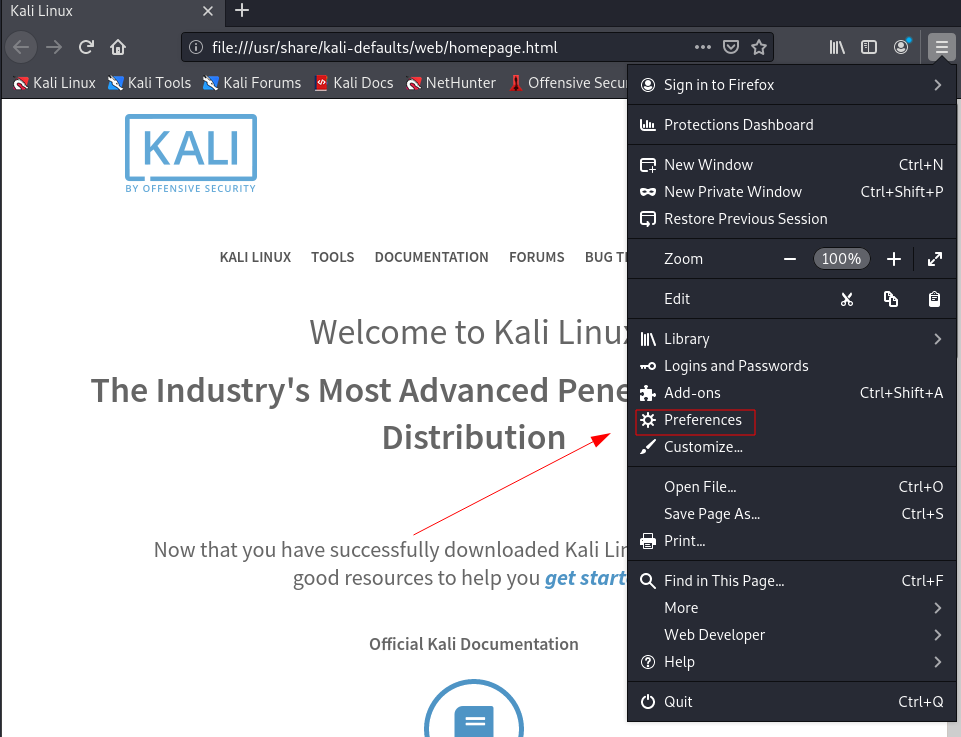 Kali Linux
file:///usr/share/kali-defaults/web/homepage.html
Kali Linux Kali Tools Kali Forums Kali Docs NetHunter Offensive Secu
Sign in to Firefox
Protections Dashboard
New Window Ctrl+N
New Private Window Ctrl+Shift+P
Restore Previous Session
Zoom 100%
Edit
Library
Logins and Passwords
Add-ons Ctrl+Shift+A
Preferences
Customize...
Open File... Ctrl+O
Save Page As... Ctrl+S
Print...
Find in This Page... Ctrl+F
More
Web Developer
Help
Quit Ctrl+Q
KALI
BY OFFENSIVE SECURITY
KALI LINUX TOOLS DOCUMENTATION FORUMS BUG T
Welcome to Kali Linux
The Industry's Most Advanced Pene
Distribution
Now that you have successfully downloaded Kali Lin
good resources to help you get start
Official Kali Documentation